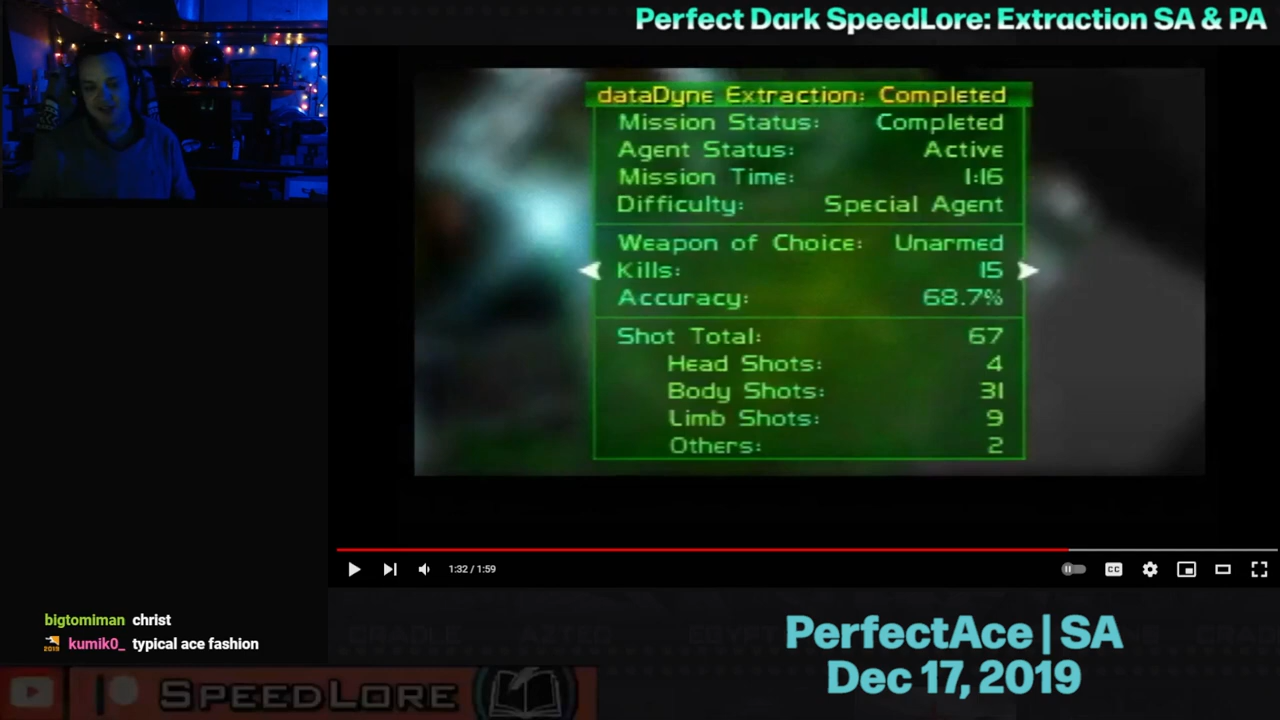 Perfect Dark SpeedLore: Extraction SA & PA
dataDyne Extraction: Completed
Mission Status: Completed
Agent Status: Active
Mission Time: 1:16
Difficulty: Special Agent
Weapon of Choice: Unarmed
Kills: 15
Accuracy: 68.7%
Shot Total: 67
Head Shots: 4
Body Shots: 31
Limb Shots: 9
Others: 2
1:32 / 1:59
CC
bigtomiman christ
2019 kumik0_ typical ace fashion
PerfectAce | SA
Dec 17, 2019
SPEEDLORE